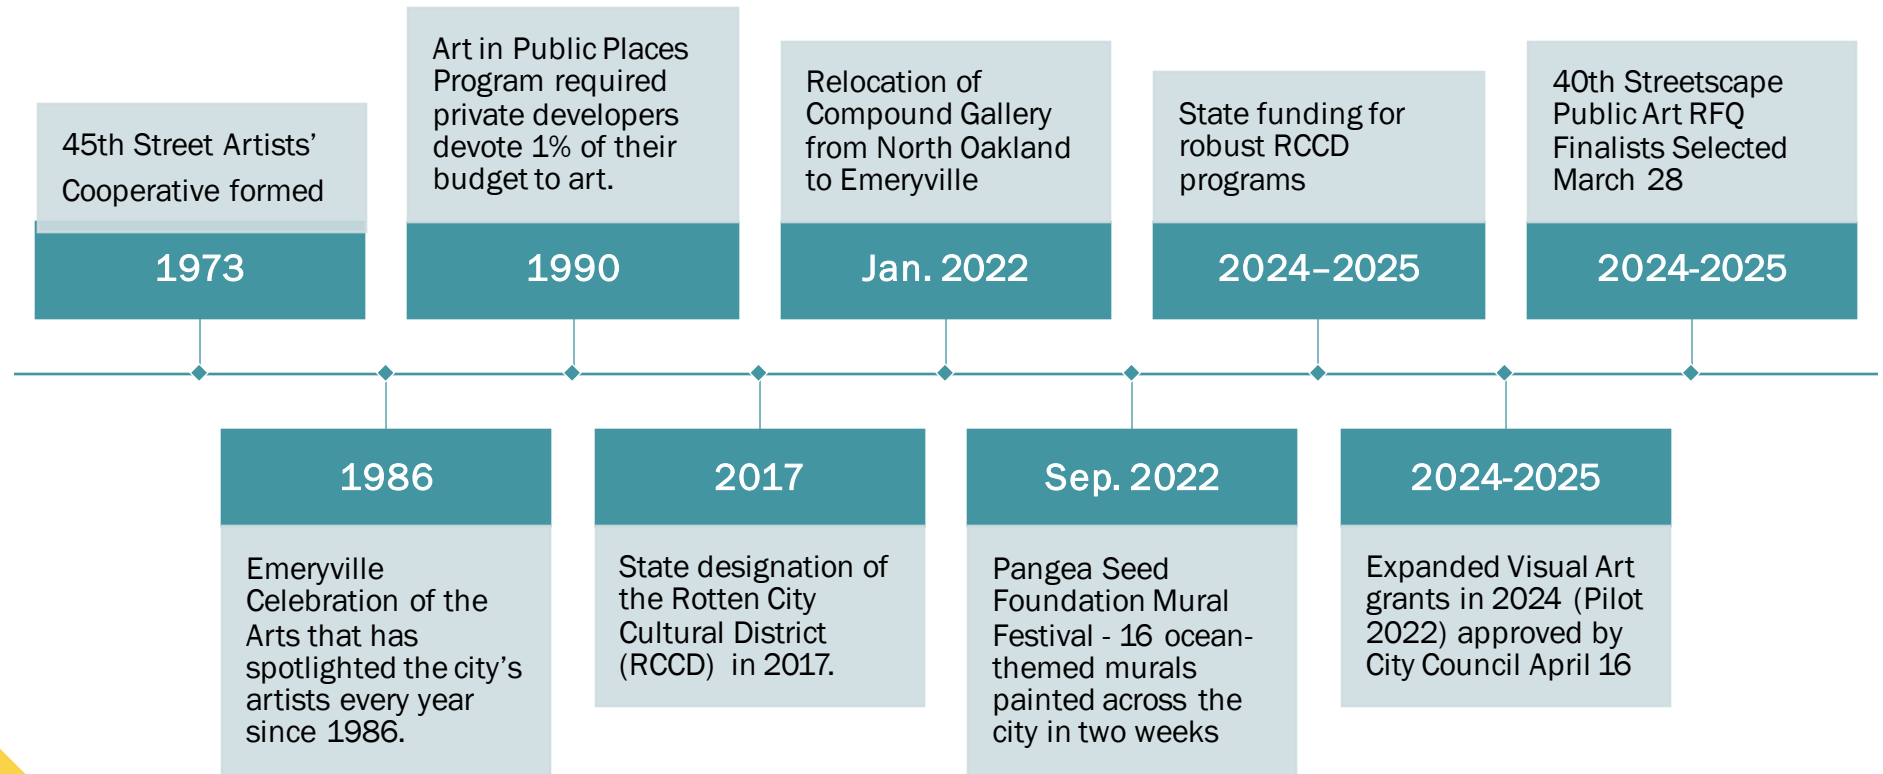 45th Street Artists’
Cooperative formed
1973
1986
Emeryville
Celebration of the
Arts that has
spotlighted the city’s
artists every year
since 1986.
Art in Public Places
Program required
private developers
devote 1% of their
budget to art.
1990
2017
State designation of
the Rotten City
Cultural District
(RCCD) in 2017.
Relocation of
Compound Gallery
from North Oakland
to Emeryville
Jan. 2022
Sep. 2022
Pangea Seed
Foundation Mural
Festival - 16 ocean-
themed murals
painted across the
city in two weeks
State funding for
robust RCCD
programs
2024–2025
2024-2025
Expanded Visual Art
grants in 2024 (Pilot
2022) approved by
City Council April 16
40th Streetscape
Public Art RFQ
Finalists Selected
March 28
2024-2025